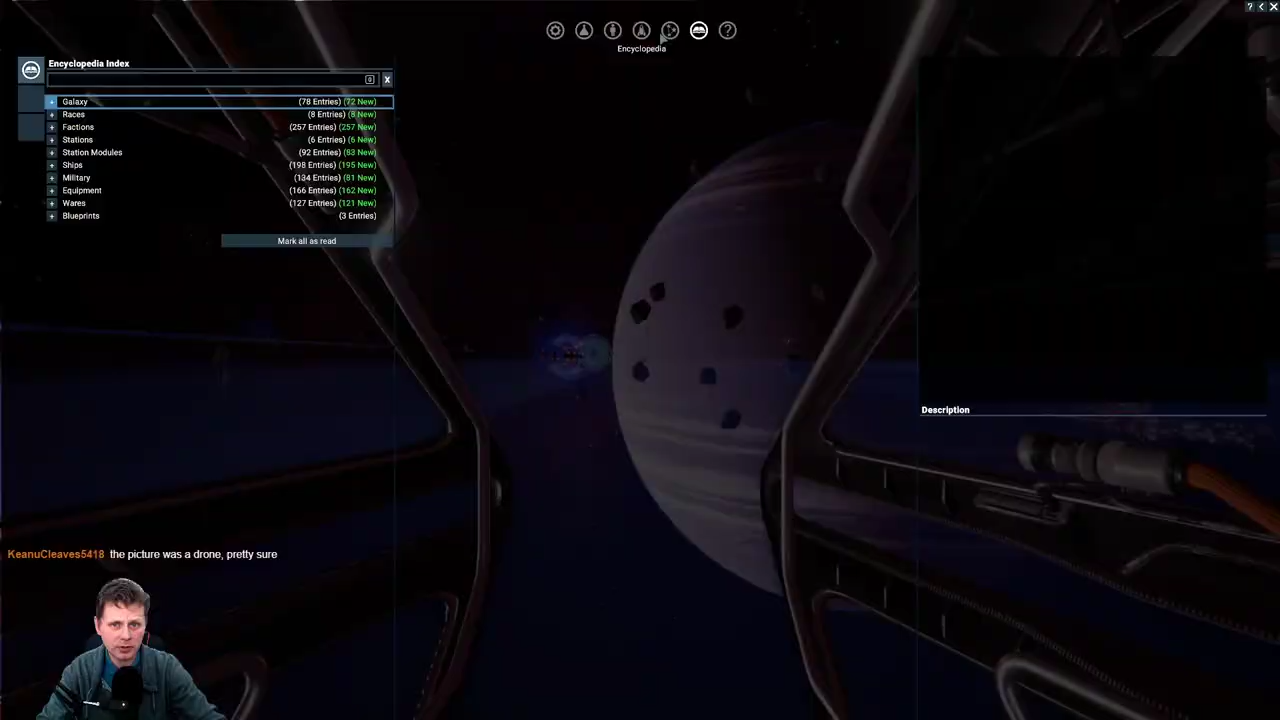 ? < X
Encyclopedia
Encyclopedia Index
0 X
+ Galaxy (78 Entries) (72 New)
+ Races (8 Entries) (8 New)
+ Factions (257 Entries) (257 New)
+ Stations (6 Entries) (6 New)
+ Station Modules (92 Entries) (83 New)
+ Ships (198 Entries) (195 New)
+ Military (134 Entries) (81 New)
+ Equipment (166 Entries) (162 New)
+ Wares (127 Entries) (121 New)
+ Blueprints (3 Entries)
Mark all as read
Description
KeanuCleaves5418 the picture was a drone, pretty sure